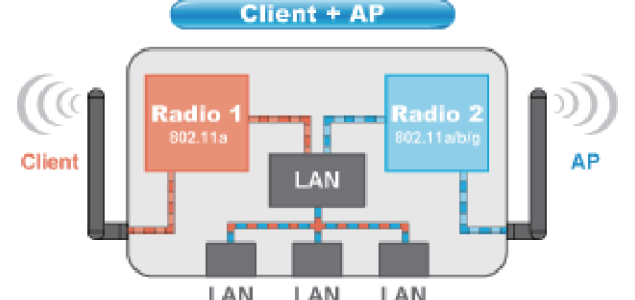 Client + AP
Radio 1
802.11a
Radio 2
802.11a/b/g
Client
AP
LAN
LAN
LAN
LAN